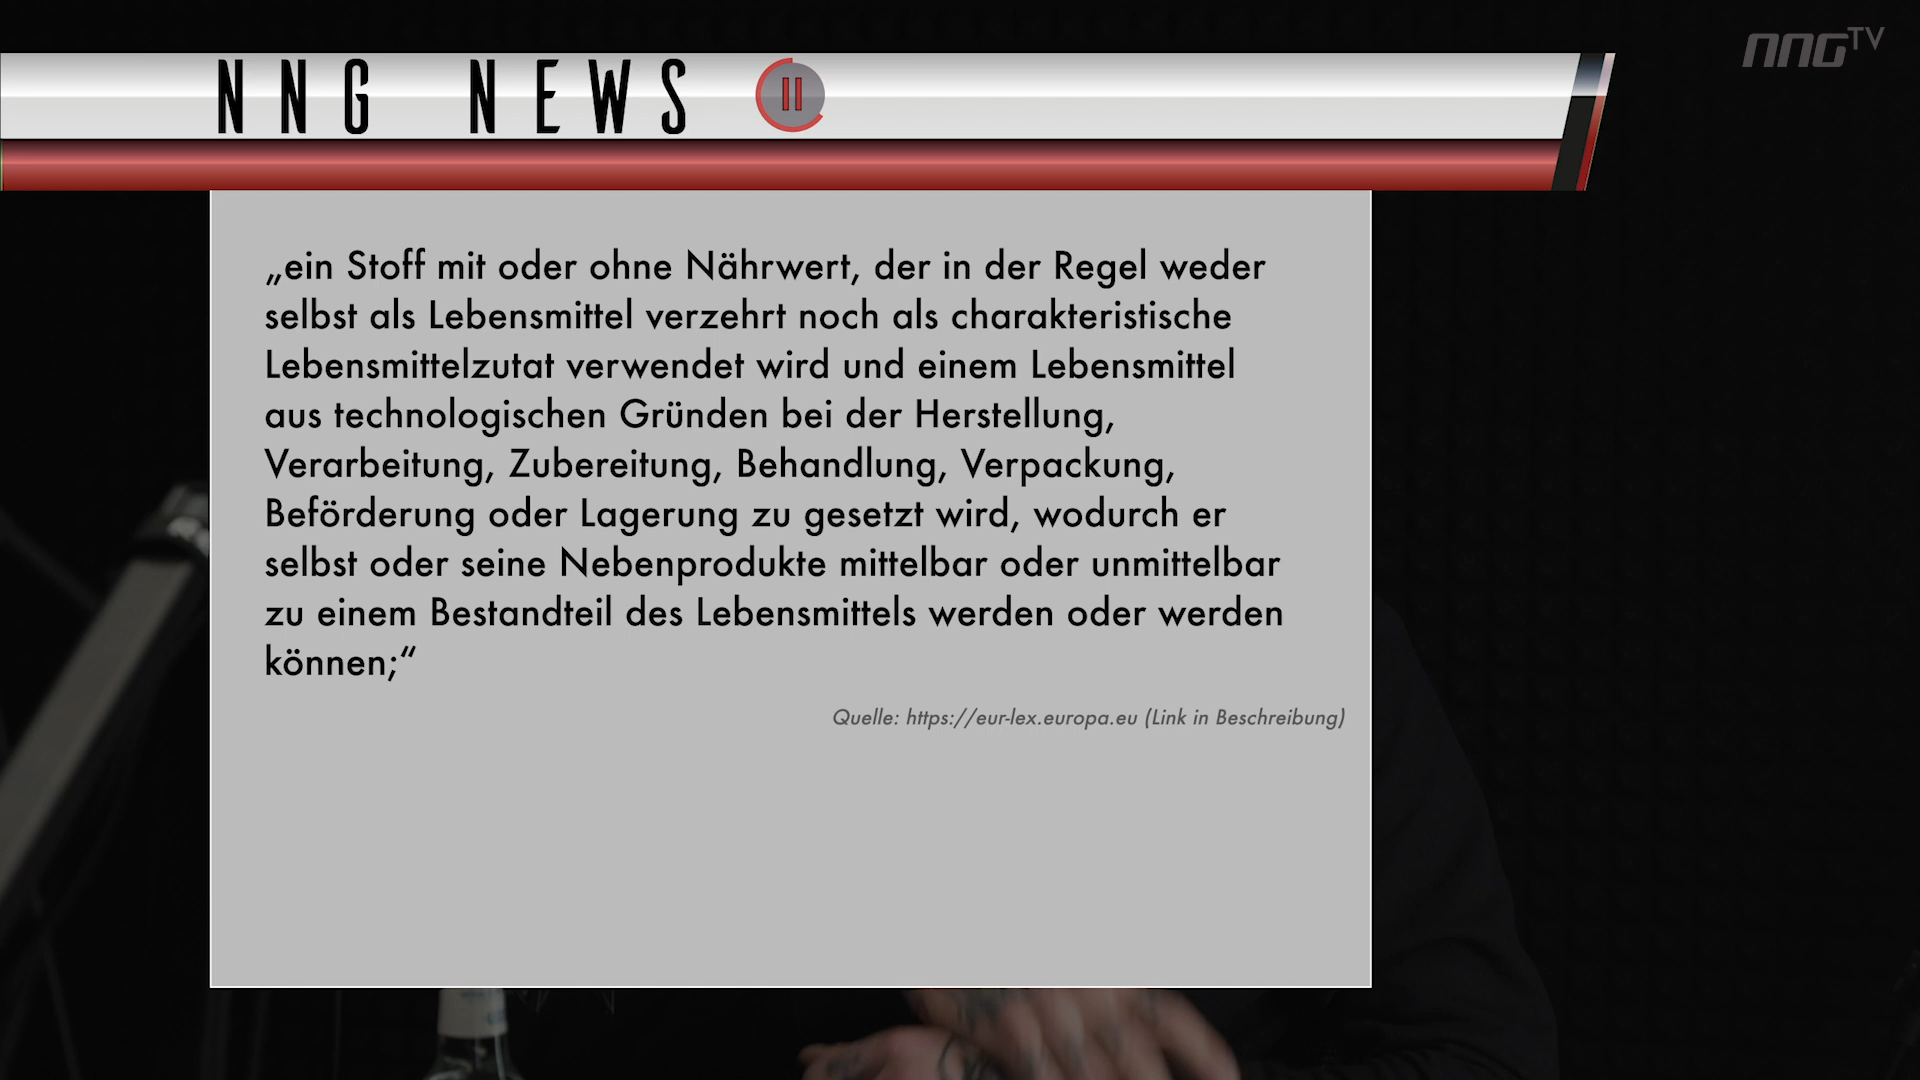 nnG TV
NNG NEWS
„ein Stoff mit oder ohne Nährwert, der in der Regel weder
selbst als Lebensmittel verzehrt noch als charakteristische
Lebensmittelzutat verwendet wird und einem Lebensmittel
aus technologischen Gründen bei der Herstellung,
Verarbeitung, Zubereitung, Behandlung, Verpackung,
Beförderung oder Lagerung zu gesetzt wird, wodurch er
selbst oder seine Nebenprodukte mittelbar oder unmittelbar
zu einem Bestandteil des Lebensmittels werden oder werden
können;“
Quelle: https://eur-lex.europa.eu (Link in Beschreibung)